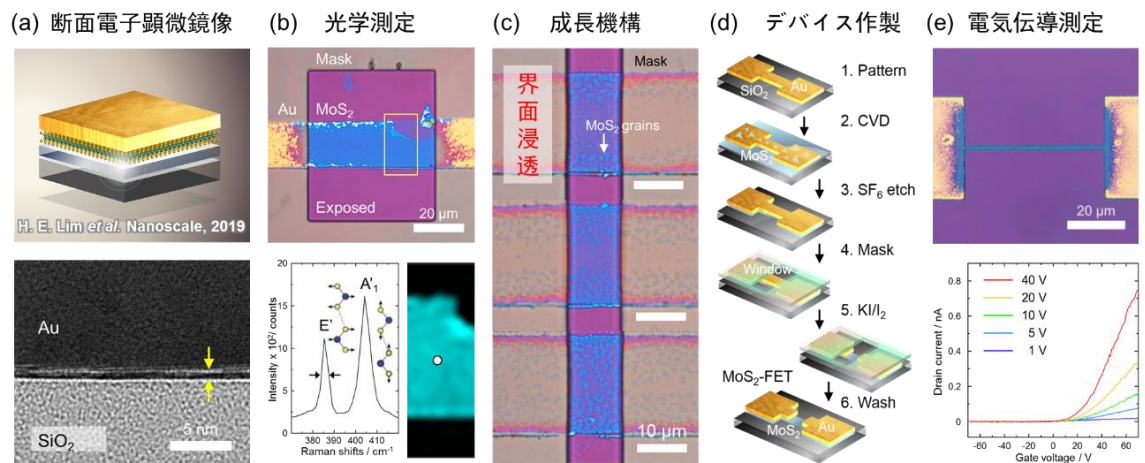 (a) 断面電子顕微鏡像
H. E. Lim et al. Nanoscale, 2019
Au
SiO₂
5 nm
(b) 光学測定
Mask
Au
MoS₂
Exposed
20 μm
Intensity x 10²/ counts
20
15
10
5
0
E'
A'₁
380 390 400 410
Raman shifts / cm⁻¹
(c) 成長機構
Mask
界面浸透
MoS₂ grains
10 μm
(d) デバイス作製
1. Pattern
Au
SiO₂
2. CVD
MoS₂
3. SF₆ etch
4. Mask
Window
5. KI/I₂
MoS₂-FET
6. Wash
Au
MoS₂
(e) 電気伝導測定
20 μm
Drain current / nA
0.8
0.6
0.4
0.2
0
40 V
20 V
10 V
5 V
1 V
-60 -40 -20 0 20 40 60
Gate voltage / V